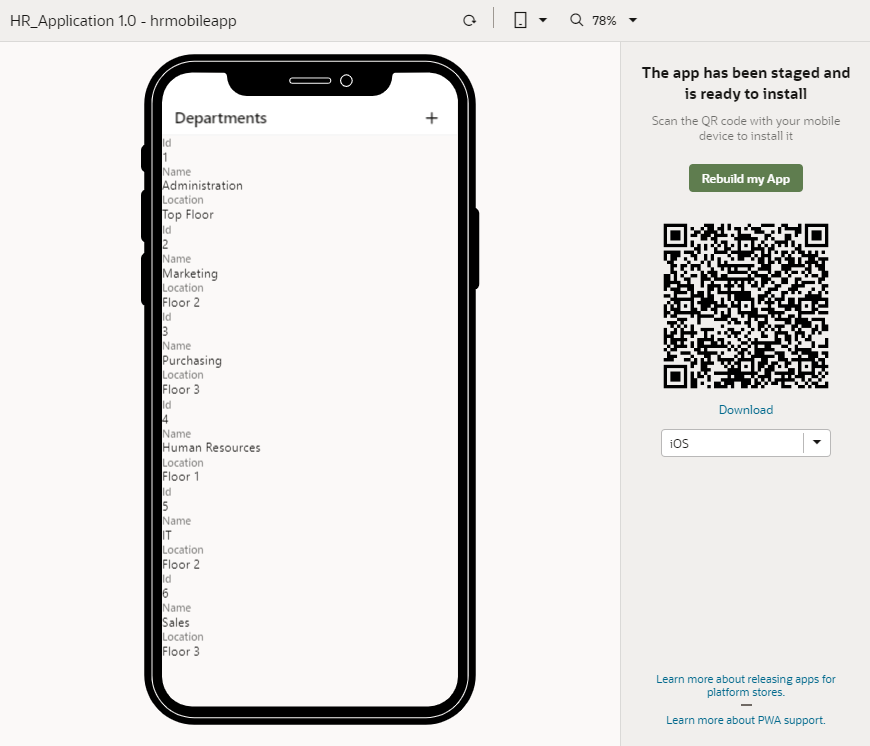 HR_Application 1.0 - hrmobileapp
78%
Departments
Id
1
Name
Administration
Location
Top Floor
Id
2
Name
Marketing
Location
Floor 2
Id
3
Name
Purchasing
Location
Floor 3
Id
4
Name
Human Resources
Location
Floor 1
Id
5
Name
IT
Location
Floor 2
Id
6
Name
Sales
Location
Floor 3
The app has been staged and
is ready to install
Scan the QR code with your mobile
device to install it
Rebuild my App
Download
iOS
Learn more about releasing apps for
platform stores.
Learn more about PWA support.